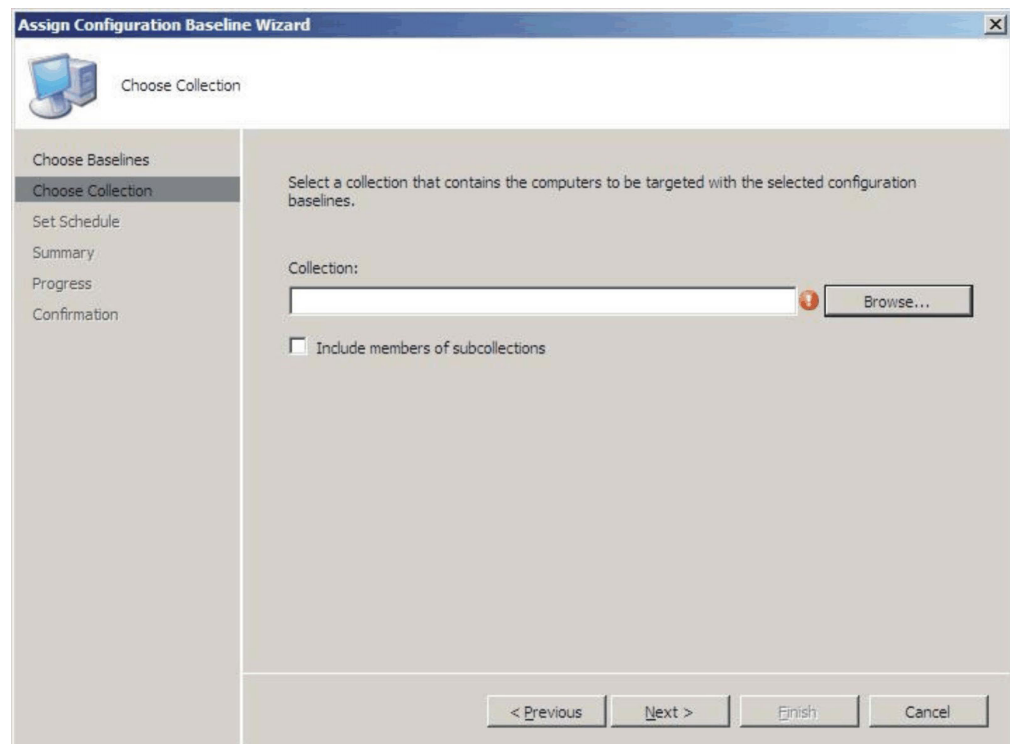 Assign Configuration Baseline Wizard
Choose Collection
Choose Baselines
Choose Collection
Set Schedule
Summary
Progress
Confirmation
Select a collection that contains the computers to be targeted with the selected configuration
baselines.
Collection:
Browse...
Include members of subcollections
< Previous
Next >
Finish
Cancel